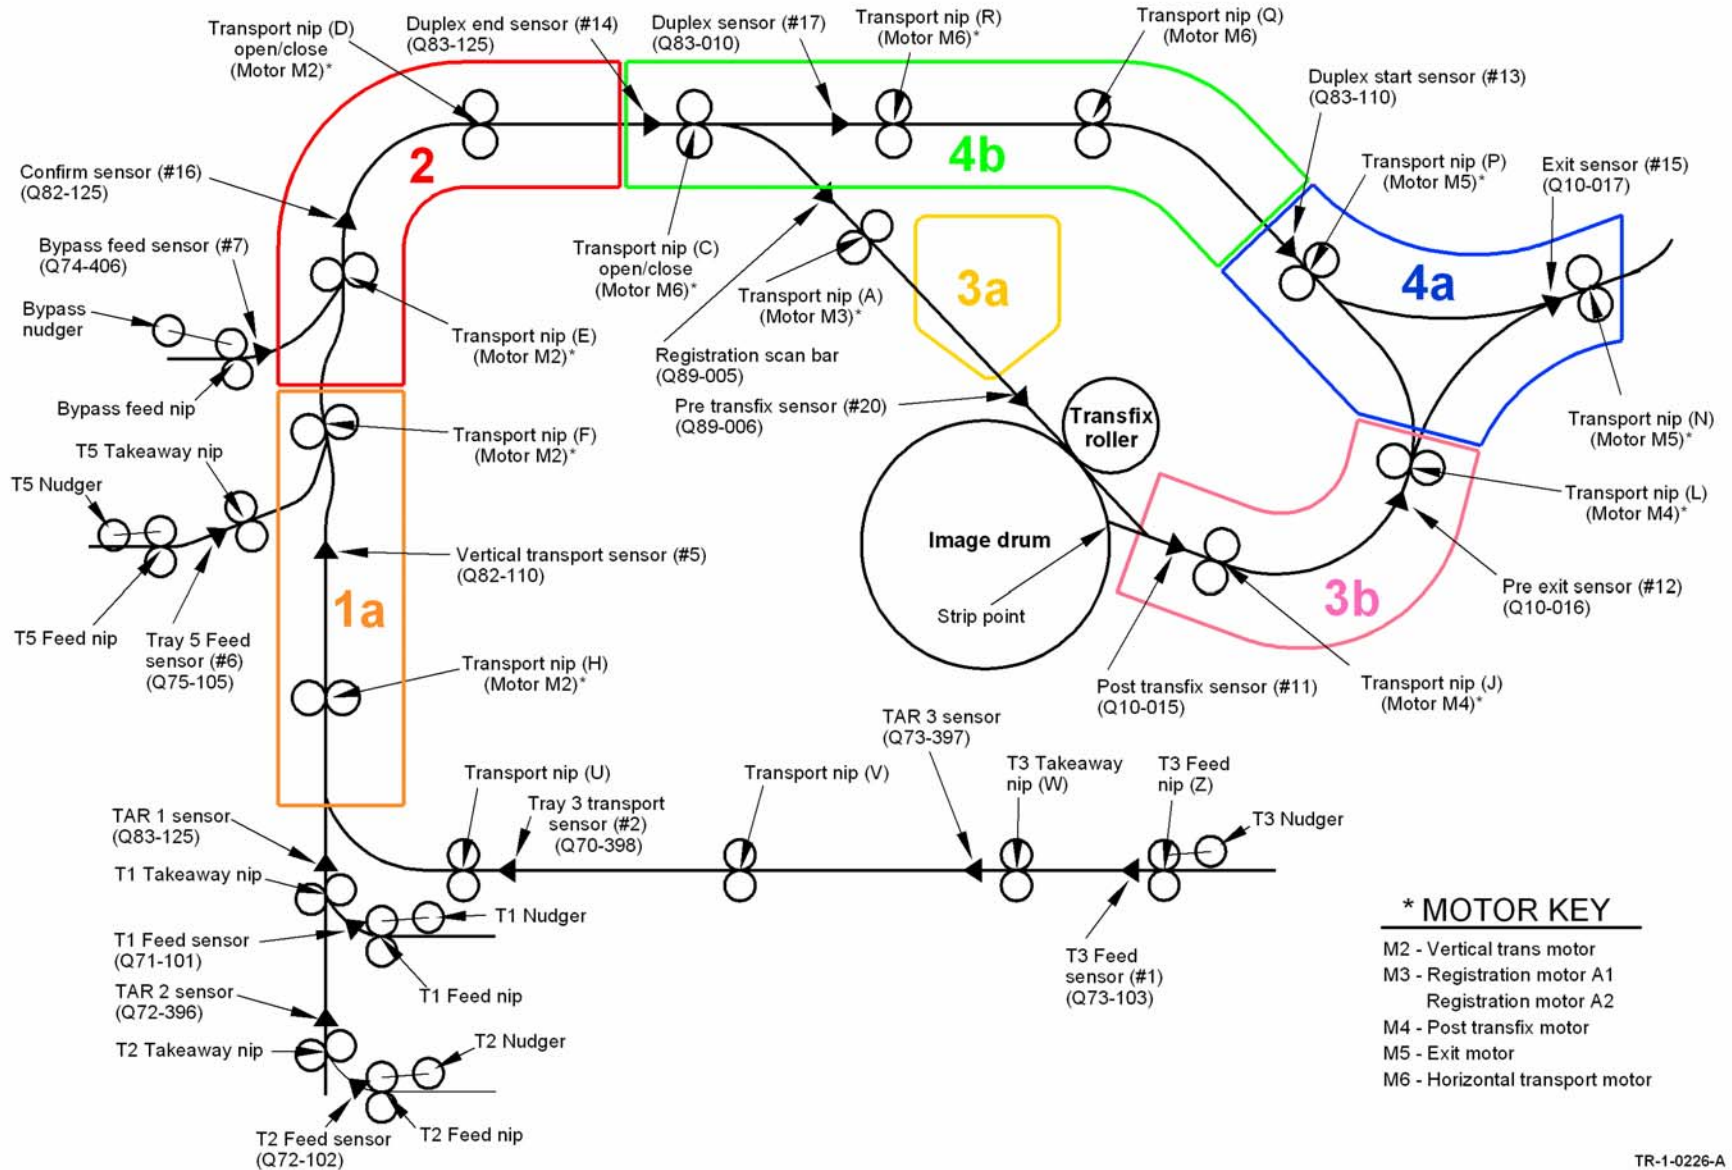 Transport nip (D)
open/close
(Motor M2)*
Duplex end sensor (#14)
(Q83-125)
Duplex sensor (#17)
(Q83-010)
Transport nip (R)
(Motor M6)*
Transport nip (Q)
(Motor M6)
Duplex start sensor (#13)
(Q83-110)
Transport nip (P)
(Motor M5)*
Exit sensor (#15)
(Q10-017)
2
4b
4a
3a
Confirm sensor (#16)
(Q82-125)
Bypass feed sensor (#7)
(Q74-406)
Bypass
nudger
Bypass feed nip
Transport nip (E)
(Motor M2)*
Transport nip (C)
open/close
(Motor M6)*
Transport nip (A)
(Motor M3)*
Registration scan bar
(Q89-005)
Pre transfix sensor (#20)
(Q89-006)
Transfix
roller
Transport nip (N)
(Motor M5)*
Transport nip (F)
(Motor M2)*
T5 Takeaway nip
T5 Nudger
T5 Feed nip
Tray 5 Feed
sensor (#6)
(Q75-105)
Vertical transport sensor (#5)
(Q82-110)
1a
Image drum
Strip point
Transport nip (L)
(Motor M4)*
Pre exit sensor (#12)
(Q10-016)
3b
Transport nip (H)
(Motor M2)*
Post transfix sensor (#11)
(Q10-015)
Transport nip (J)
(Motor M4)*
TAR 3 sensor
(Q73-397)
T3 Takeaway
nip (W)
T3 Feed
nip (Z)
T3 Nudger
Transport nip (U)
Tray 3 transport
sensor (#2)
(Q70-398)
Transport nip (V)
TAR 1 sensor
(Q83-125)
T1 Takeaway nip
T1 Nudger
T1 Feed sensor
(Q71-101)
T1 Feed nip
T3 Feed
sensor (#1)
(Q73-103)
TAR 2 sensor
(Q72-396)
T2 Takeaway nip
T2 Nudger
T2 Feed sensor
(Q72-102)
T2 Feed nip
* MOTOR KEY
M2 - Vertical trans motor
M3 - Registration motor A1
Registration motor A2
M4 - Post transfix motor
M5 - Exit motor
M6 - Horizontal transport motor
TR-1-0226-A